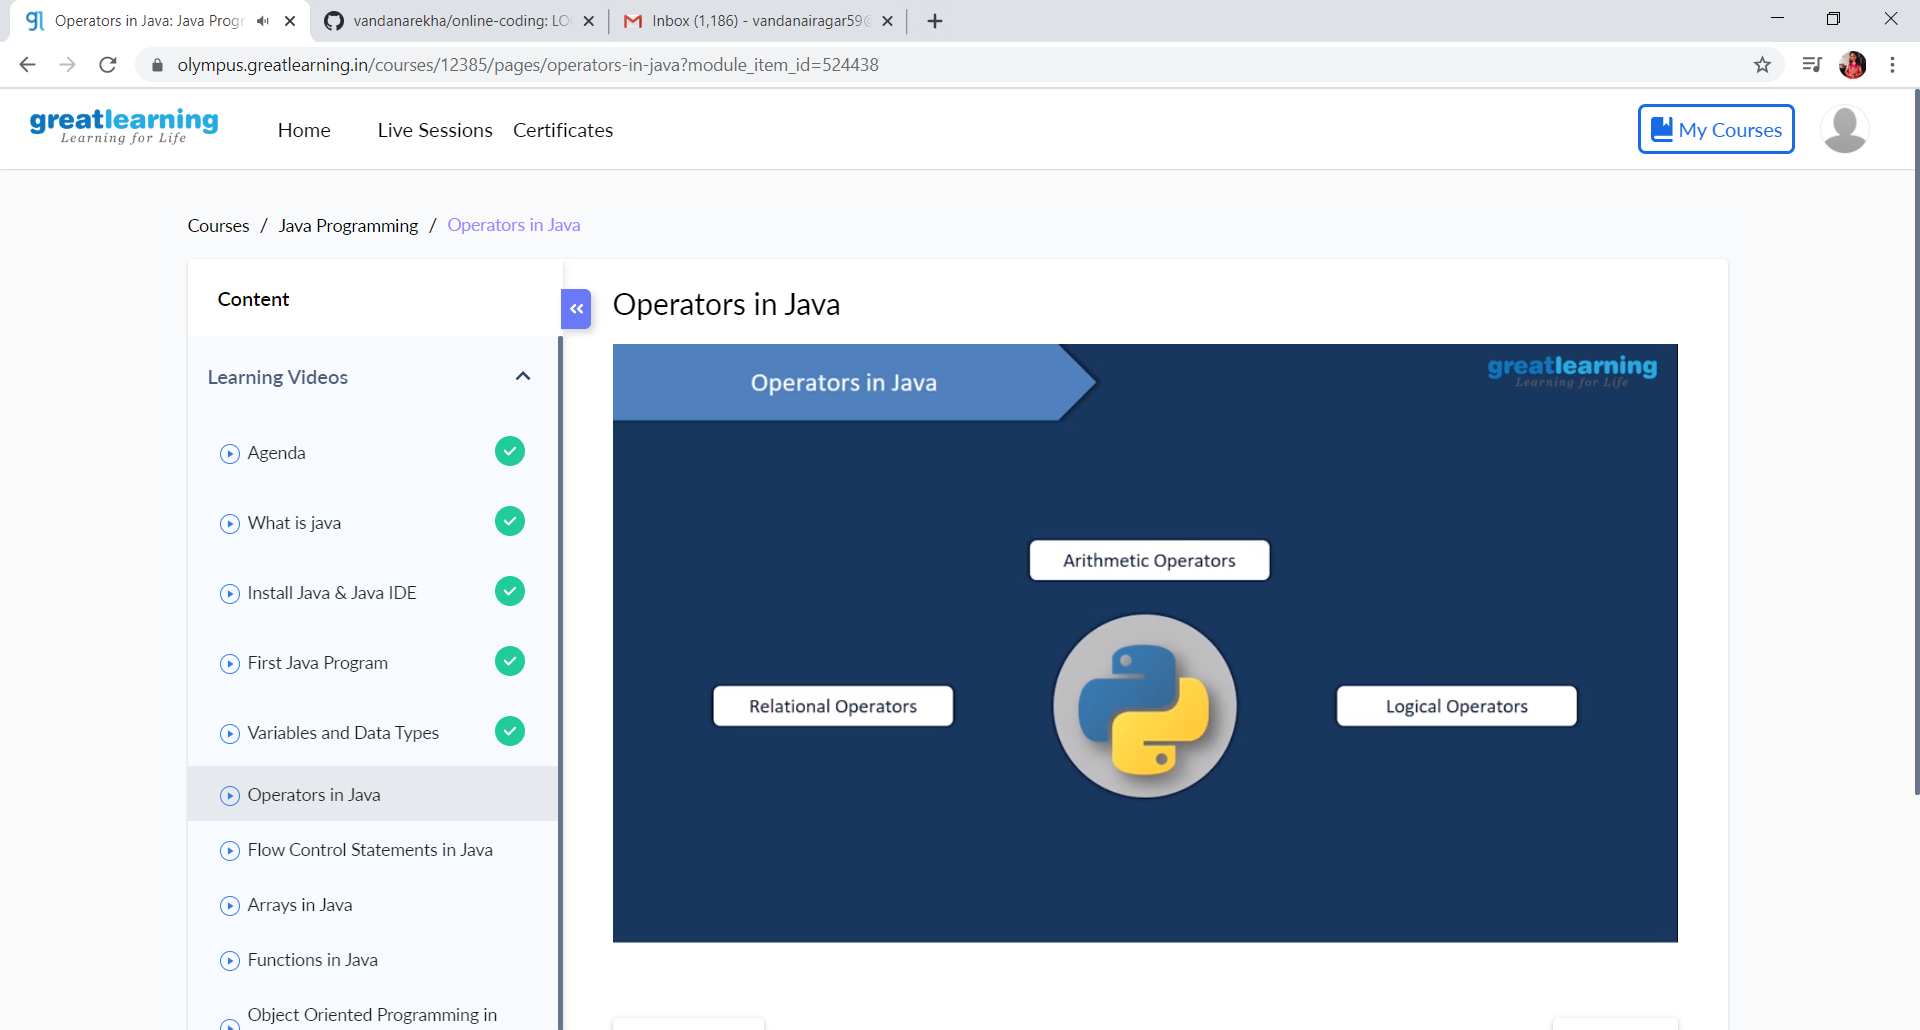 Operators in Java: Java Progr
vandanarekha/online-coding: LO
Inbox (1,186) - vandanairagar59@
olympus.greatlearning.in/courses/12385/pages/operators-in-java?module_item_id=524438
greatlearning
Learning for Life
Home
Live Sessions
Certificates
My Courses
Courses / Java Programming / Operators in Java
Content
Learning Videos
Agenda
What is java
Install Java & Java IDE
First Java Program
Variables and Data Types
Operators in Java
Flow Control Statements in Java
Arrays in Java
Functions in Java
Object Oriented Programming in
Operators in Java
Operators in Java
greatlearning
Learning for Life
Arithmetic Operators
Relational Operators
Logical Operators